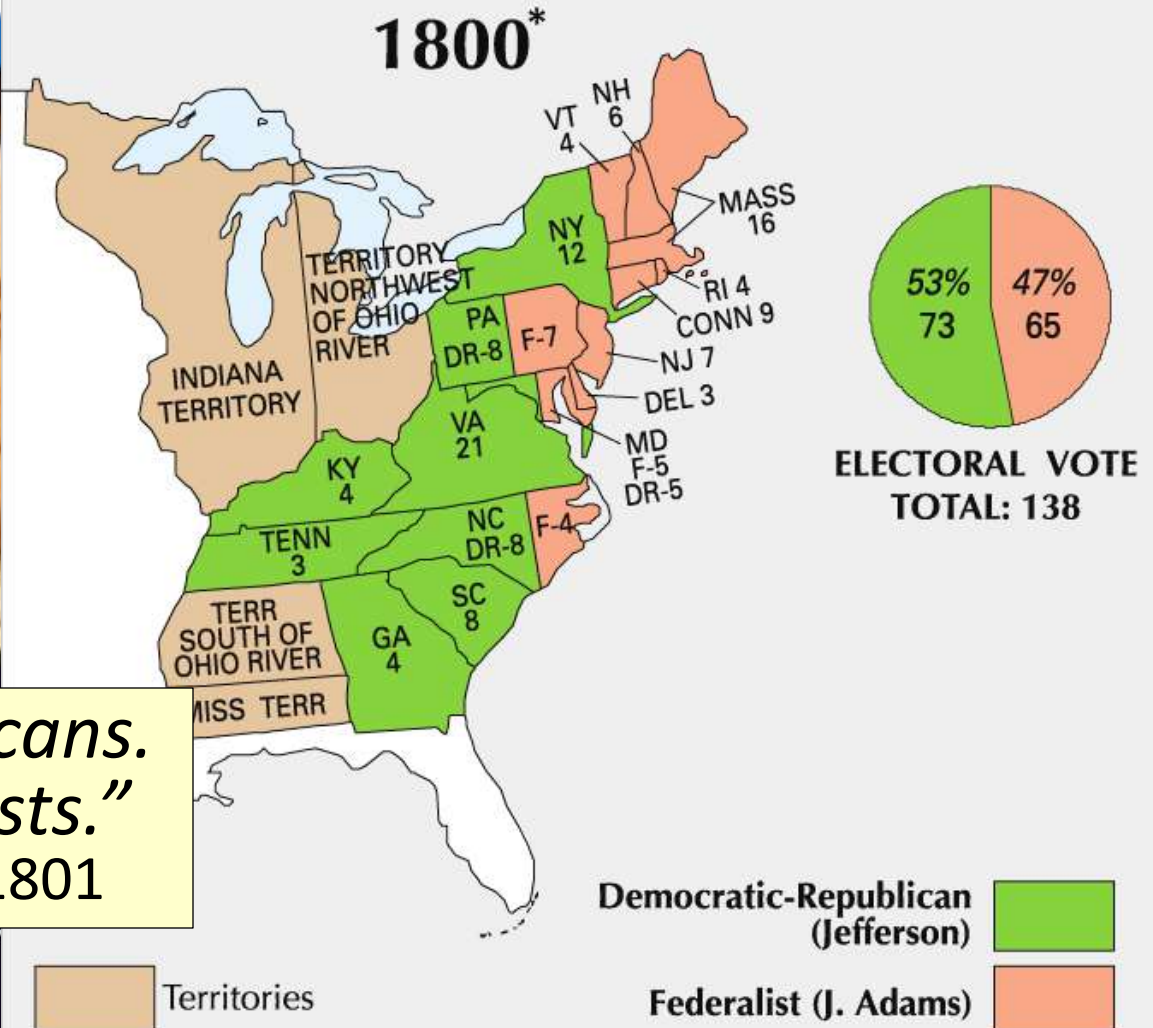 1800*
NH
6
VT
4
MASS
16
NY
12
RI 4
CONN 9
TERRITORY
NORTHWEST
OF OHIO
RIVER
PA
DR-8
F-7
NJ 7
DEL 3
INDIANA
TERRITORY
VA
21
MD
F-5
DR-5
KY
4
TENN
3
NC
DR-8
F-4
SC
8
GA
4
TERR
SOUTH OF
OHIO RIVER
MISS TERR
53%
73
47%
65
ELECTORAL VOTE
TOTAL: 138
cans.
sts.”
1801
Democratic-Republican
(Jefferson)
Territories
Federalist (J. Adams)